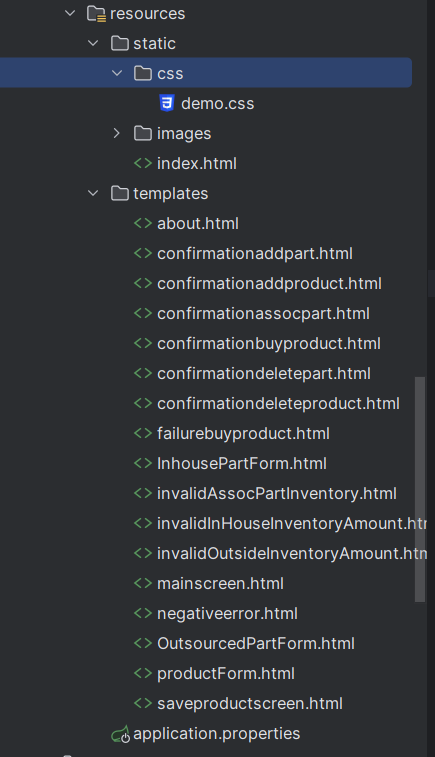 resources
static
css
demo.css
images
index.html
templates
about.html
confirmationaddpart.html
confirmationaddproduct.html
confirmationassocpart.html
confirmationbuyproduct.html
confirmationdeletepart.html
confirmationdeleteproduct.html
failurebuyproduct.html
InhousePartForm.html
invalidAssocPartInventory.html
invalidInHouseInventoryAmount.htm
invalidOutsideInventoryAmount.htm
mainscreen.html
negativeerror.html
OutsourcedPartForm.html
productForm.html
saveproductscreen.html
application.properties